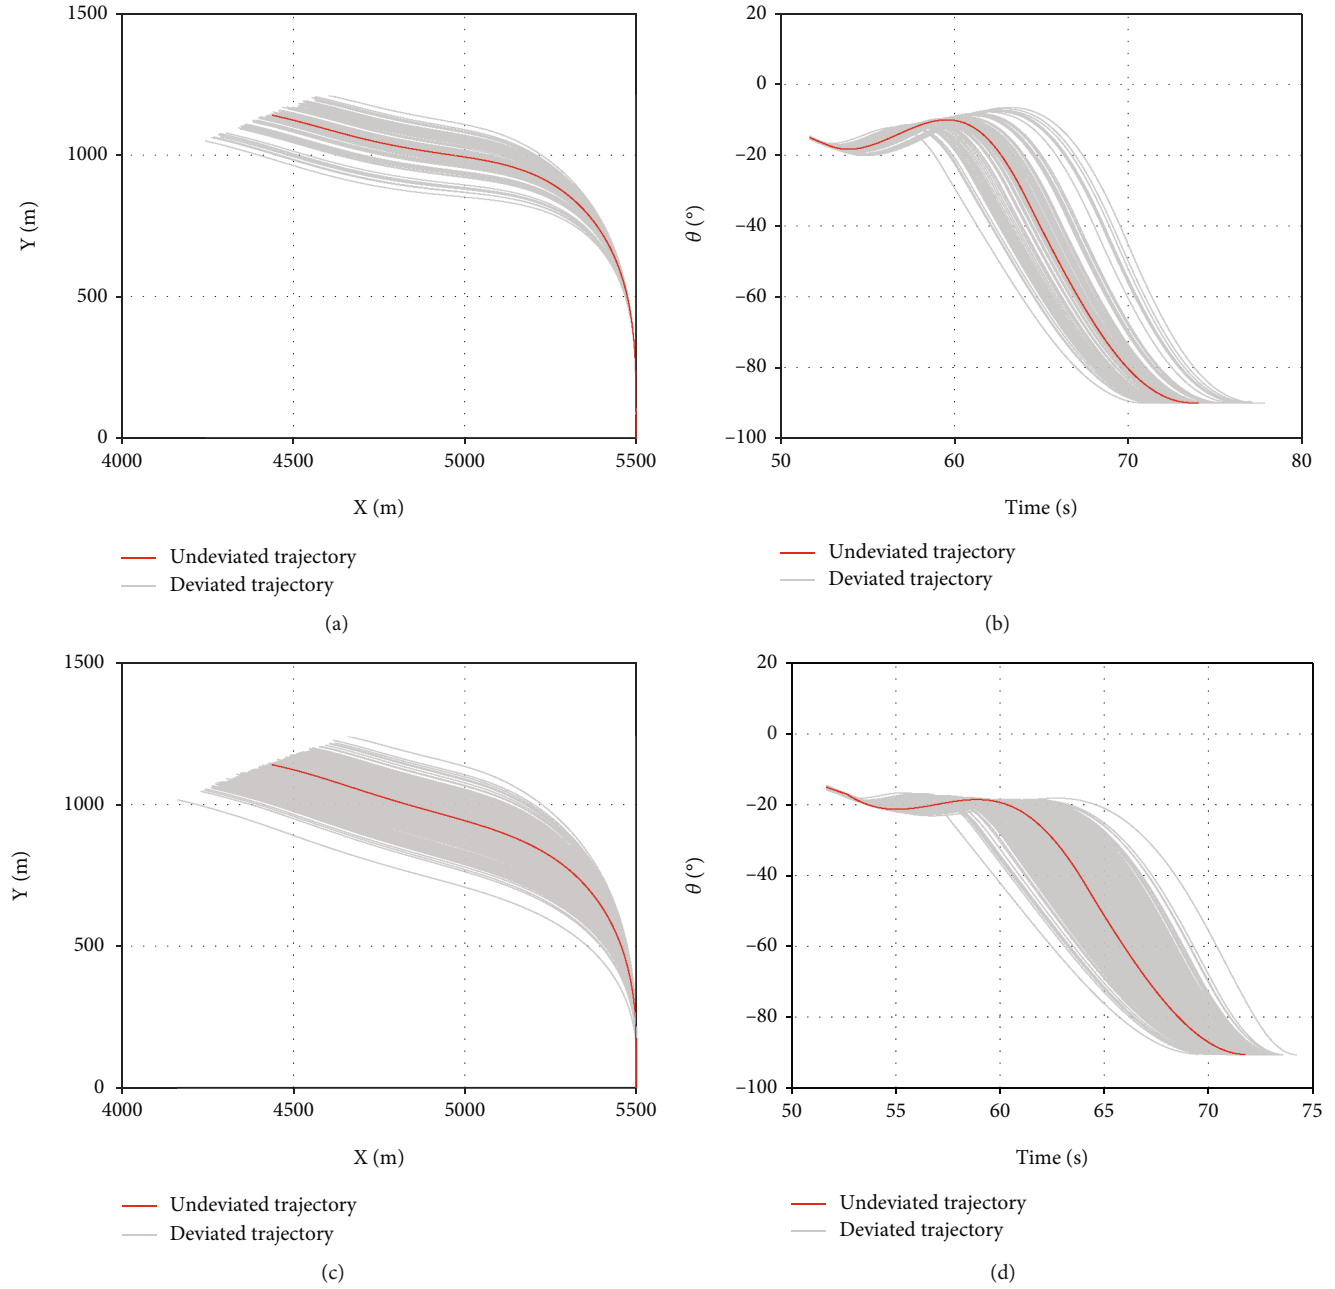 1500
1000
500
0
Y (m)
4000 4500 5000 5500
X (m)
Undeviated trajectory
Deviated trajectory
(a)
20
0
−20
−40
−60
−80
−100
θ (°)
50 60 70 80
Time (s)
Undeviated trajectory
Deviated trajectory
(b)
1500
1000
500
0
Y (m)
4000 4500 5000 5500
X (m)
Undeviated trajectory
Deviated trajectory
(c)
20
0
−20
−40
−60
−80
−100
θ (°)
50 55 60 65 70 75
Time (s)
Undeviated trajectory
Deviated trajectory
(d)